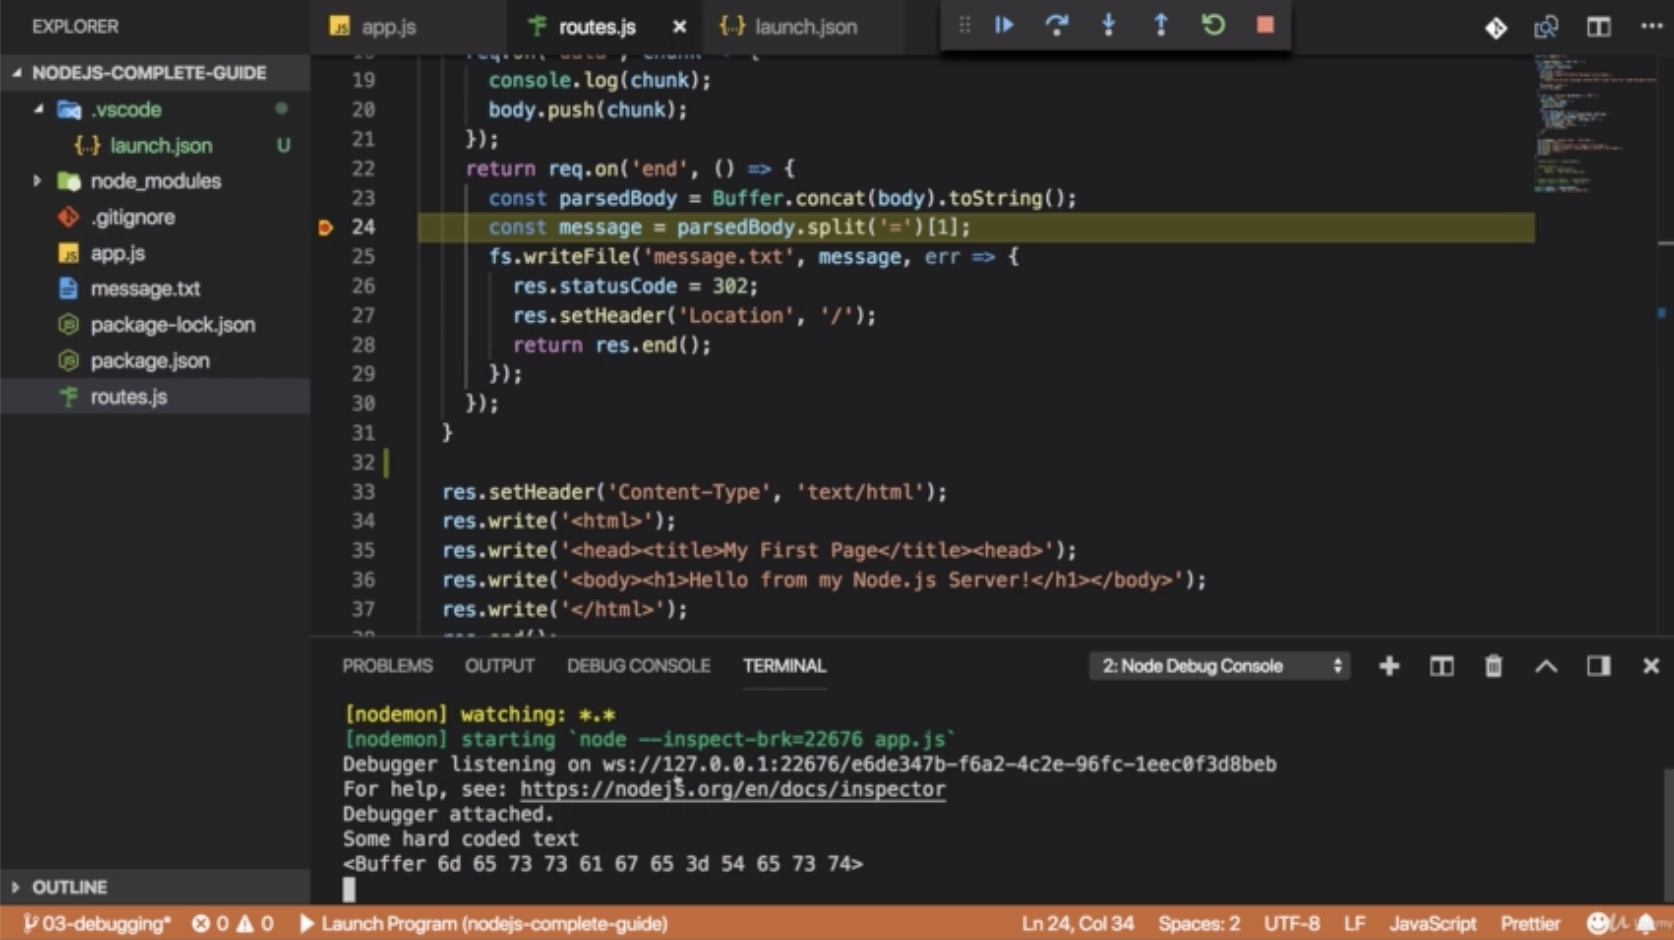 EXPLORER
app.js
routes.js
launch.json
NODEJS-COMPLETE-GUIDE
.vscode
launch.json U
node_modules
.gitignore
app.js
message.txt
package-lock.json
package.json
routes.js
OUTLINE
19 console.log(chunk);
20 body.push(chunk);
21 });
22 return req.on('end', () => {
23 const parsedBody = Buffer.concat(body).toString();
24 const message = parsedBody.split('=')[1];
25 fs.writeFile('message.txt', message, err => {
26 res.statusCode = 302;
27 res.setHeader('Location', '/');
28 return res.end();
29 });
30 });
31 }
32
33 res.setHeader('Content-Type', 'text/html');
34 res.write('<html>');
35 res.write('<head><title>My First Page</title><head>');
36 res.write('<body><h1>Hello from my Node.js Server!</h1></body>');
37 res.write('</html>');
PROBLEMS OUTPUT DEBUG CONSOLE TERMINAL 2: Node Debug Console
[nodemon] watching: *.*
[nodemon] starting `node --inspect-brk=22676 app.js`
Debugger listening on ws://127.0.0.1:22676/e6de347b-f6a2-4c2e-96fc-1eec0f3d8beb
For help, see: https://nodejs.org/en/docs/inspector
Debugger attached.
Some hard coded text
<Buffer 6d 65 73 73 61 67 65 3d 54 65 73 74>
03-debugging* 0 0 Launch Program (nodejs-complete-guide) Ln 24, Col 34 Spaces: 2 UTF-8 LF JavaScript Prettier